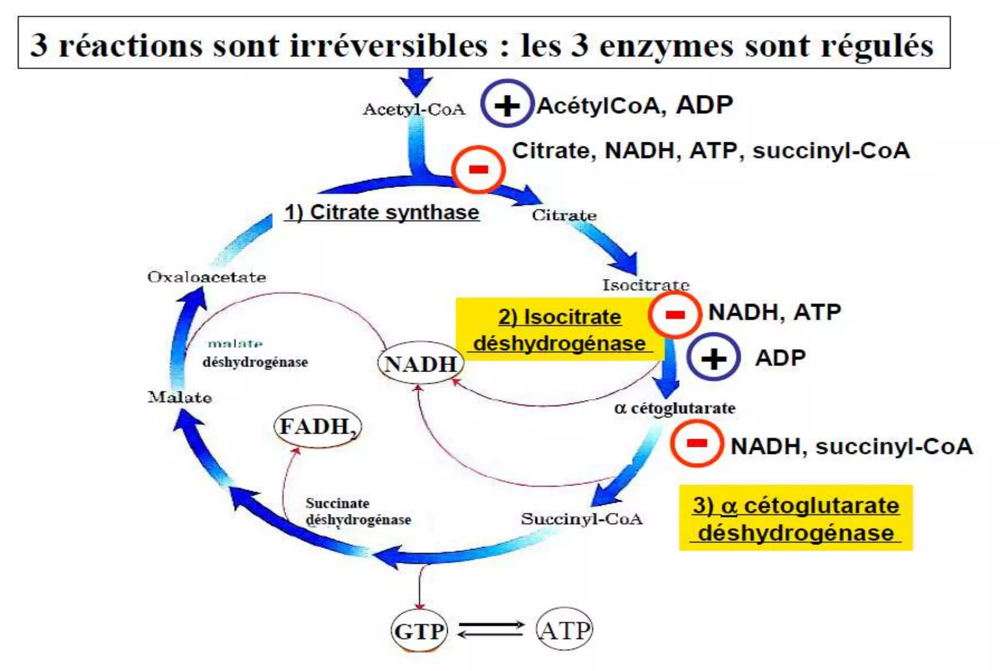 3 réactions sont irréversibles : les 3 enzymes sont régulés
Acetyl-CoA
+ AcétylCoA, ADP
- Citrate, NADH, ATP, succinyl-CoA
1) Citrate synthase
Citrate
Oxaloacetate
Isocitrate
2) Isocitrate
déshydrogénase
- NADH, ATP
+ ADP
malate
déshydrogénase
NADH
Malate
α cétoglutarate
FADH,
- NADH, succinyl-CoA
Succinate
déshydrogénase
Succinyl-CoA
3) α cétoglutarate
déshydrogénase
GTP
ATP